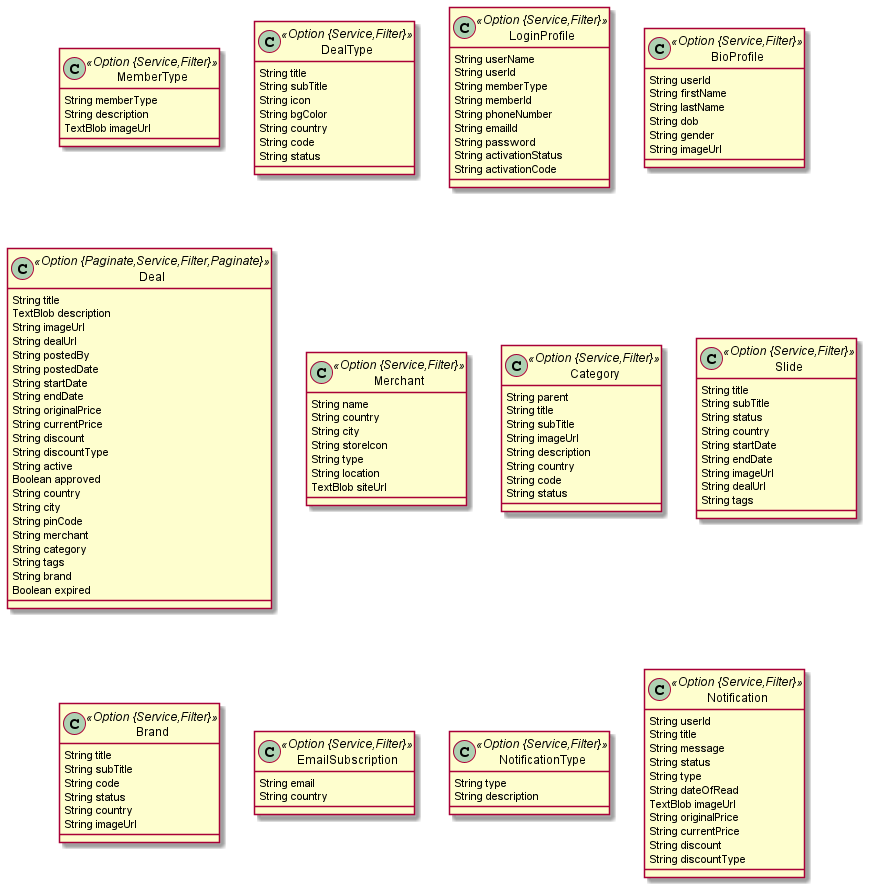 C «Option {Service,Filter}»
MemberType
String memberType
String description
TextBlob imageUrl
C «Option {Service,Filter}»
DealType
String title
String subTitle
String icon
String bgColor
String country
String code
String status
C «Option {Service,Filter}»
LoginProfile
String userName
String userId
String memberType
String memberId
String phoneNumber
String emailId
String password
String activationStatus
String activationCode
C «Option {Service,Filter}»
BioProfile
String userId
String firstName
String lastName
String dob
String gender
String imageUrl
C «Option {Paginate,Service,Filter,Paginate}»
Deal
String title
TextBlob description
String imageUrl
String dealUrl
String postedBy
String postedDate
String startDate
String endDate
String originalPrice
String currentPrice
String discount
String discountType
String active
Boolean approved
String country
String city
String pinCode
String merchant
String category
String tags
String brand
Boolean expired
C «Option {Service,Filter}»
Merchant
String name
String country
String city
String storeIcon
String type
String location
TextBlob siteUrl
C «Option {Service,Filter}»
Category
String parent
String title
String subTitle
String imageUrl
String description
String country
String code
String status
C «Option {Service,Filter}»
Slide
String title
String subTitle
String status
String country
String startDate
String endDate
String imageUrl
String dealUrl
String tags
C «Option {Service,Filter}»
Brand
String title
String subTitle
String code
String status
String country
String imageUrl
C «Option {Service,Filter}»
EmailSubscription
String email
String country
C «Option {Service,Filter}»
NotificationType
String type
String description
C «Option {Service,Filter}»
Notification
String userId
String title
String message
String status
String type
String dateOfRead
TextBlob imageUrl
String originalPrice
String currentPrice
String discount
String discountType